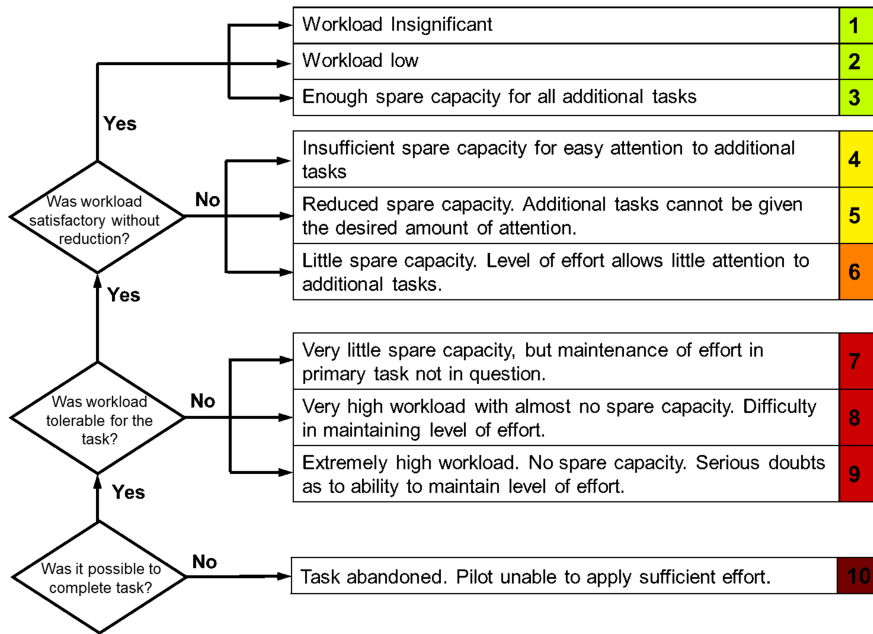 Workload Insignificant 1
Workload low 2
Enough spare capacity for all additional tasks 3
Yes
Insufficient spare capacity for easy attention to additional
tasks
4
Was workload
satisfactory without
reduction?
No
Reduced spare capacity. Additional tasks cannot be given
the desired amount of attention.
5
Little spare capacity. Level of effort allows little attention to
additional tasks.
6
Yes
Very little spare capacity, but maintenance of effort in
primary task not in question.
7
Was workload
tolerable for the
task?
No
Very high workload with almost no spare capacity. Difficulty
in maintaining level of effort.
8
Extremely high workload. No spare capacity. Serious doubts
as to ability to maintain level of effort.
9
Yes
Was it possible to
complete task?
No
Task abandoned. Pilot unable to apply sufficient effort. 10